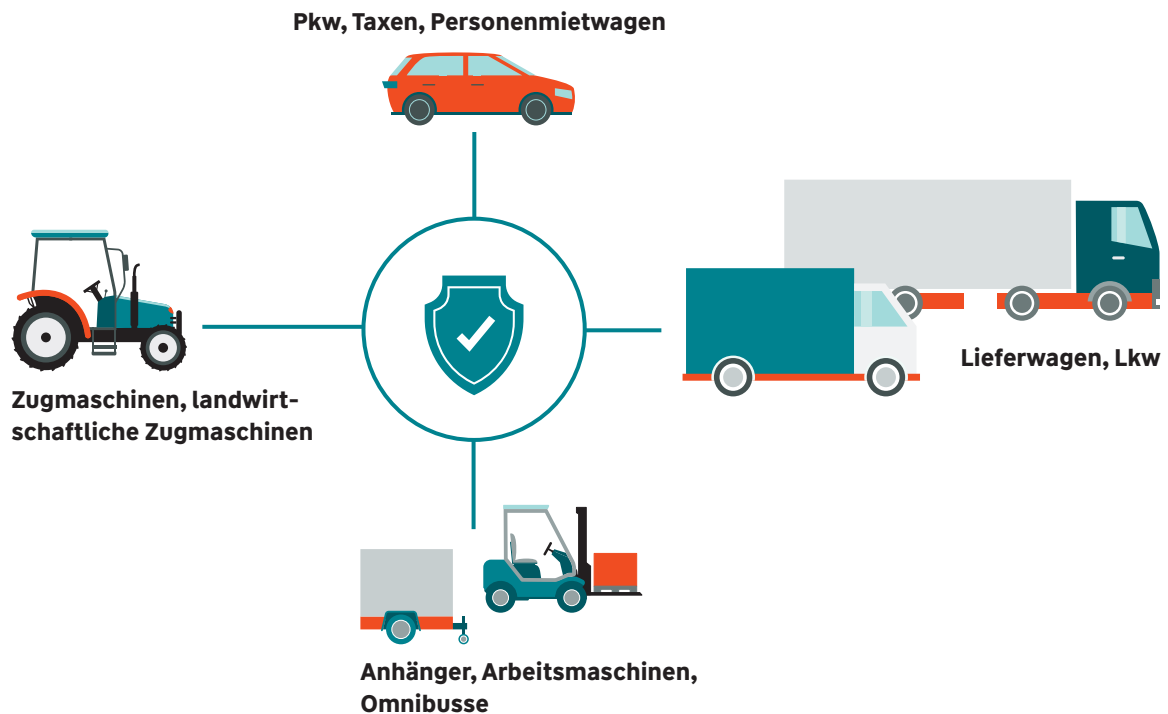 Pkw, Taxen, Personenmietwagen
Lieferwagen, Lkw
Zugmaschinen, landwirt-
schaftliche Zugmaschinen
Anhänger, Arbeitsmaschinen,
Omnibusse